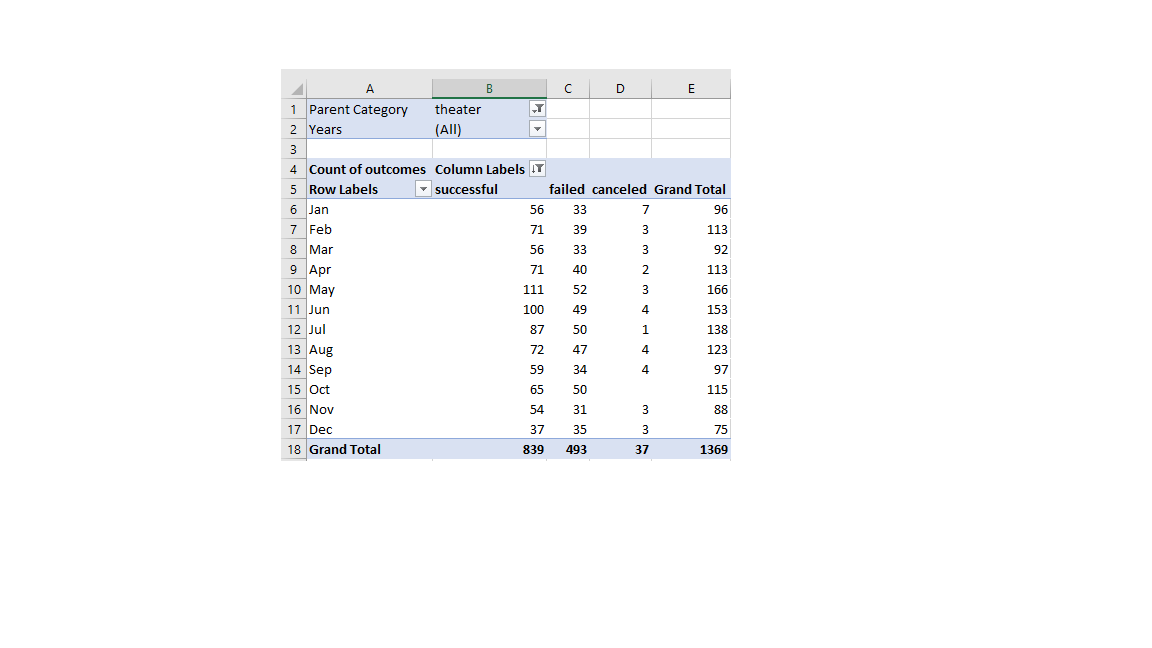 A B C D E
1 Parent Category theater
2 Years (All)
3
4 Count of outcomes Column Labels
5 Row Labels successful failed canceled Grand Total
6 Jan 56 33 7 96
7 Feb 71 39 3 113
8 Mar 56 33 3 92
9 Apr 71 40 2 113
10 May 111 52 3 166
11 Jun 100 49 4 153
12 Jul 87 50 1 138
13 Aug 72 47 4 123
14 Sep 59 34 4 97
15 Oct 65 50 115
16 Nov 54 31 3 88
17 Dec 37 35 3 75
18 Grand Total 839 493 37 1369